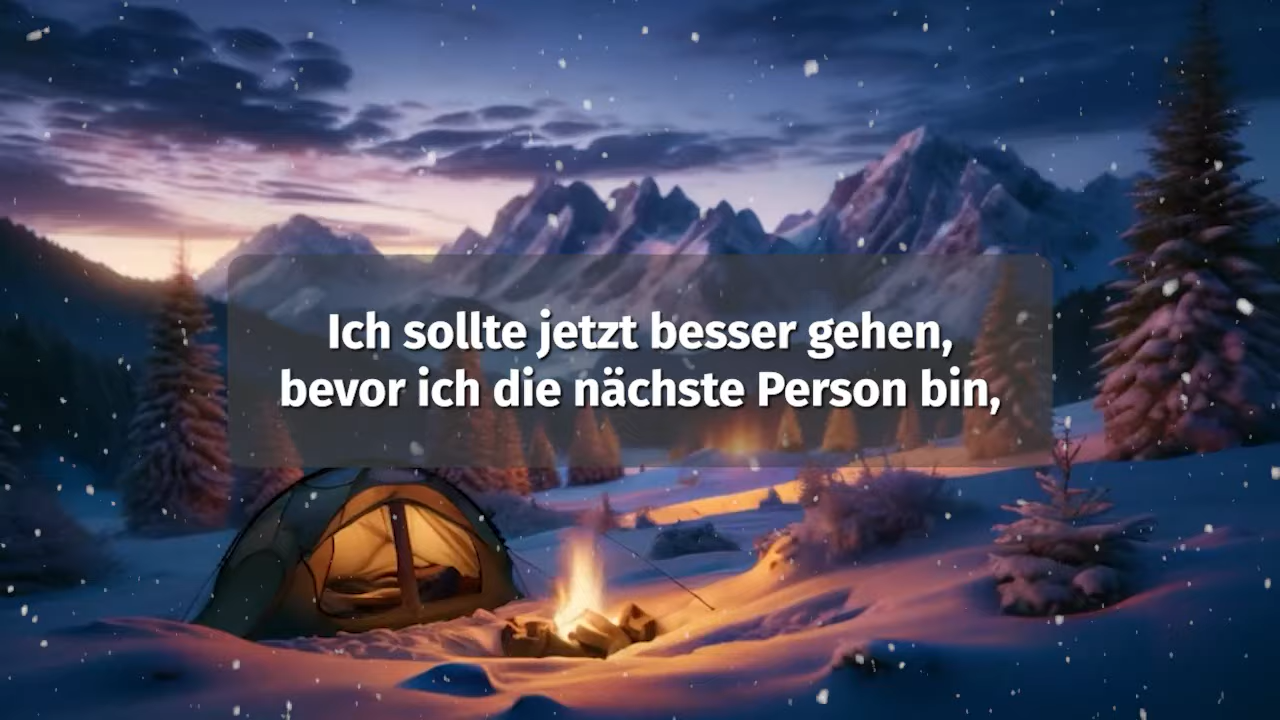 Ich sollte jetzt besser gehen,
bevor ich die nächste Person bin,